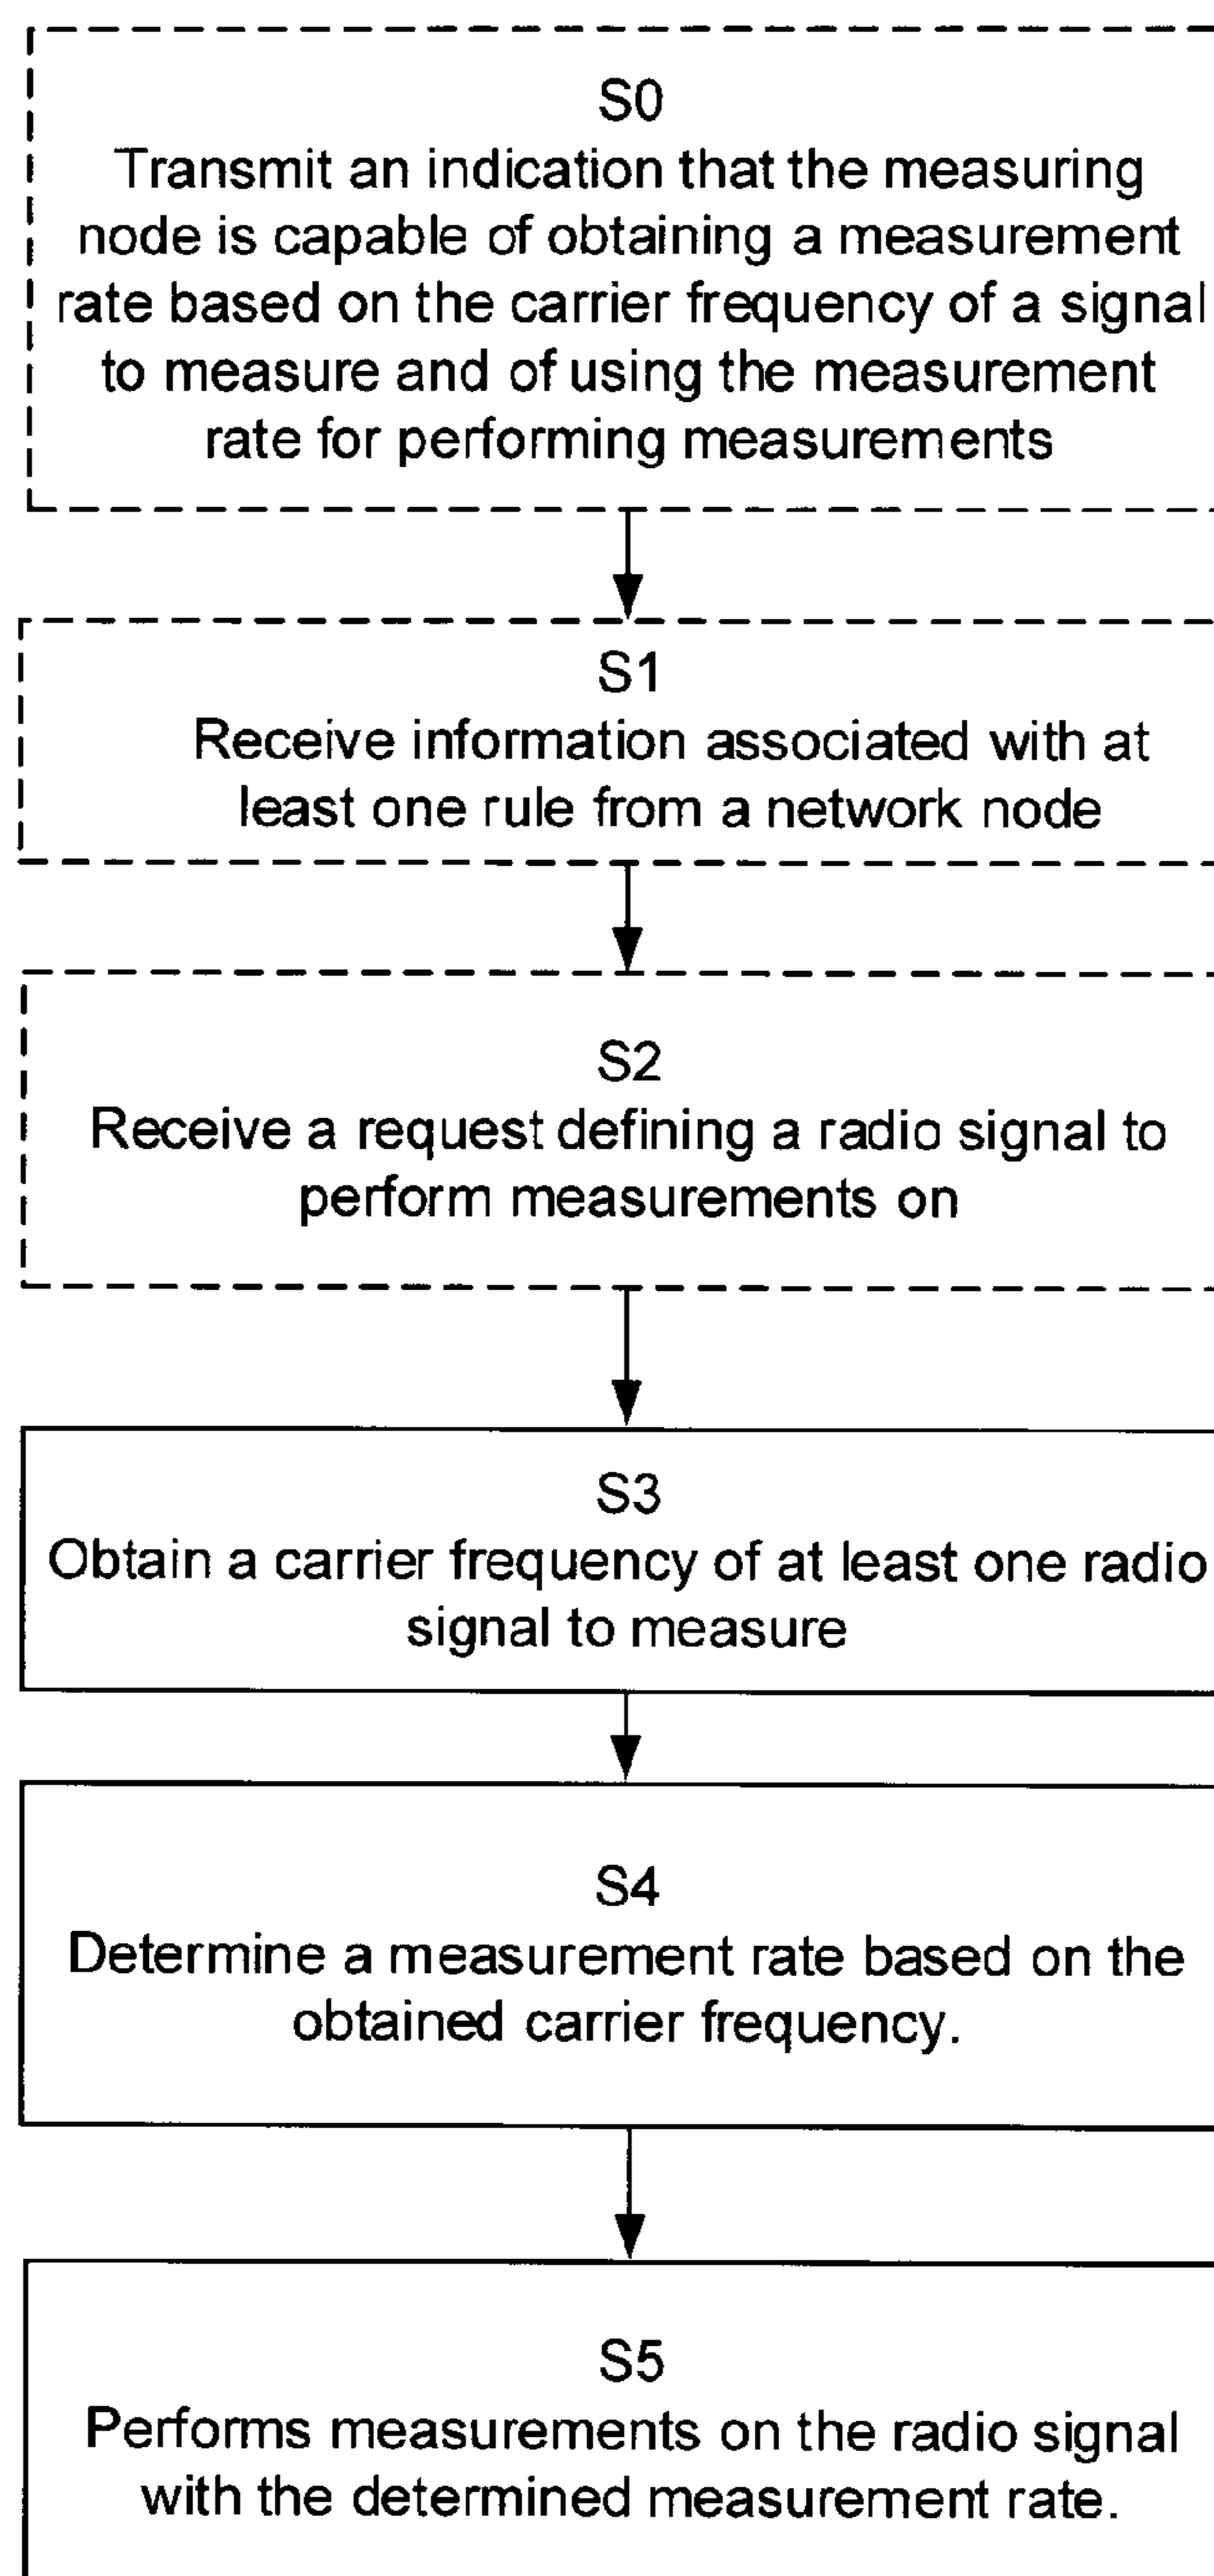 S0
Transmit an indication that the measuring
node is capable of obtaining a measurement
rate based on the carrier frequency of a signal
to measure and of using the measurement
rate for performing measurements
S1
Receive information associated with at
least one rule from a network node
S2
Receive a request defining a radio signal to
perform measurements on
S3
Obtain a carrier frequency of at least one radio
signal to measure
S4
Determine a measurement rate based on the
obtained carrier frequency.
S5
Performs measurements on the radio signal
with the determined measurement rate.